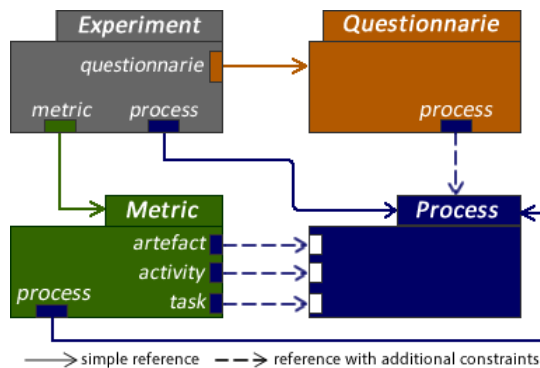 Experiment
questionnarie
metric
process
Questionnarie
process
Metric
artefact
activity
task
process
Process
simple reference
reference with additional constraints